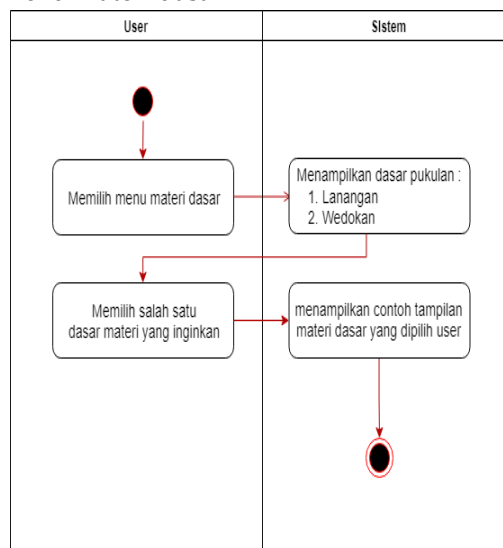 User
SIstem
Memilih menu materi dasar
Menampilkan dasar pukulan :
1. Lanangan
2. Wedokan
Memilih salah satu
dasar materi yang inginkan
menampilkan contoh tampilan
materi dasar yang dipilih user